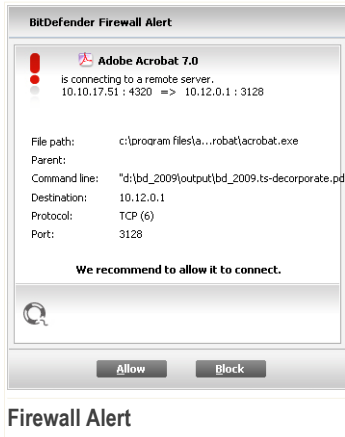 BitDefender Firewall Alert
Adobe Acrobat 7.0
is connecting to a remote server.
10.10.17.51 : 4320 => 10.12.0.1 : 3128
File path: c:\program files\a...robat\acrobat.exe
Parent:
Command line: "d:\bd_2009\output\bd_2009.ts-decorporate.pd
Destination: 10.12.0.1
Protocol: TCP (6)
Port: 3128
We recommend to allow it to connect.
Allow Block
Firewall Alert